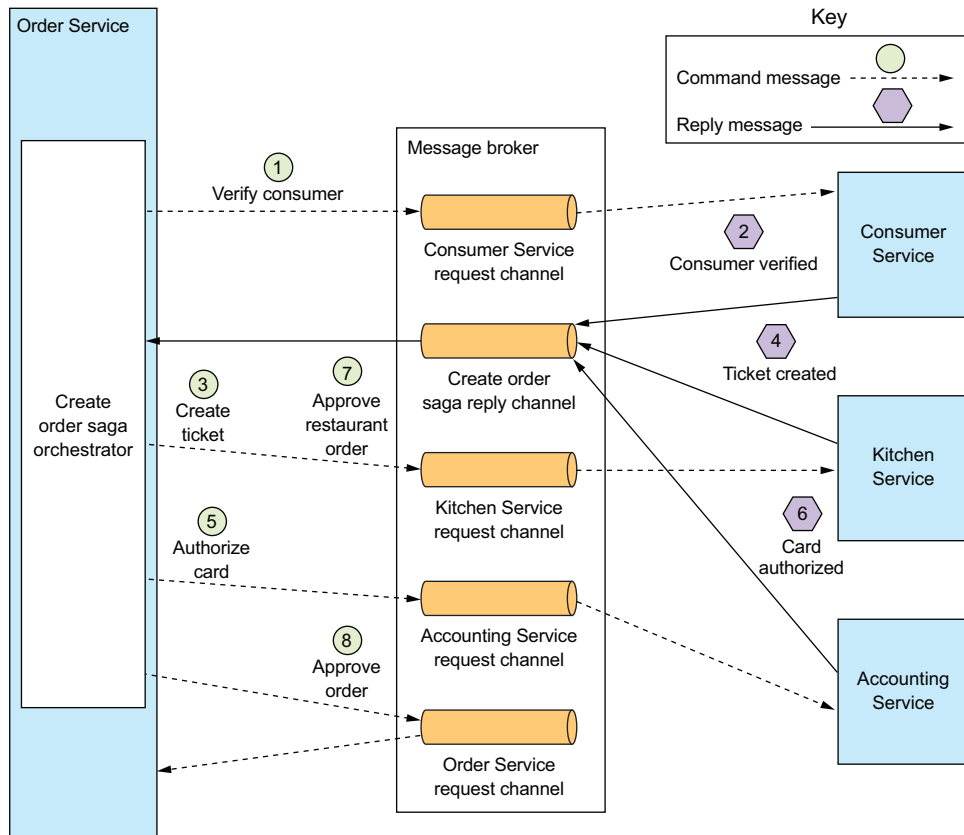 Order Service
Key
Command message
Reply message
Message broker
1
Verify consumer
Consumer Service
request channel
2
Consumer verified
Consumer
Service
Create
order saga
orchestrator
3
Create
ticket
7
Approve
restaurant
order
Create order
saga reply channel
4
Ticket created
Kitchen Service
request channel
Kitchen
Service
5
Authorize
card
6
Card
authorized
Accounting Service
request channel
8
Approve
order
Accounting
Service
Order Service
request channel